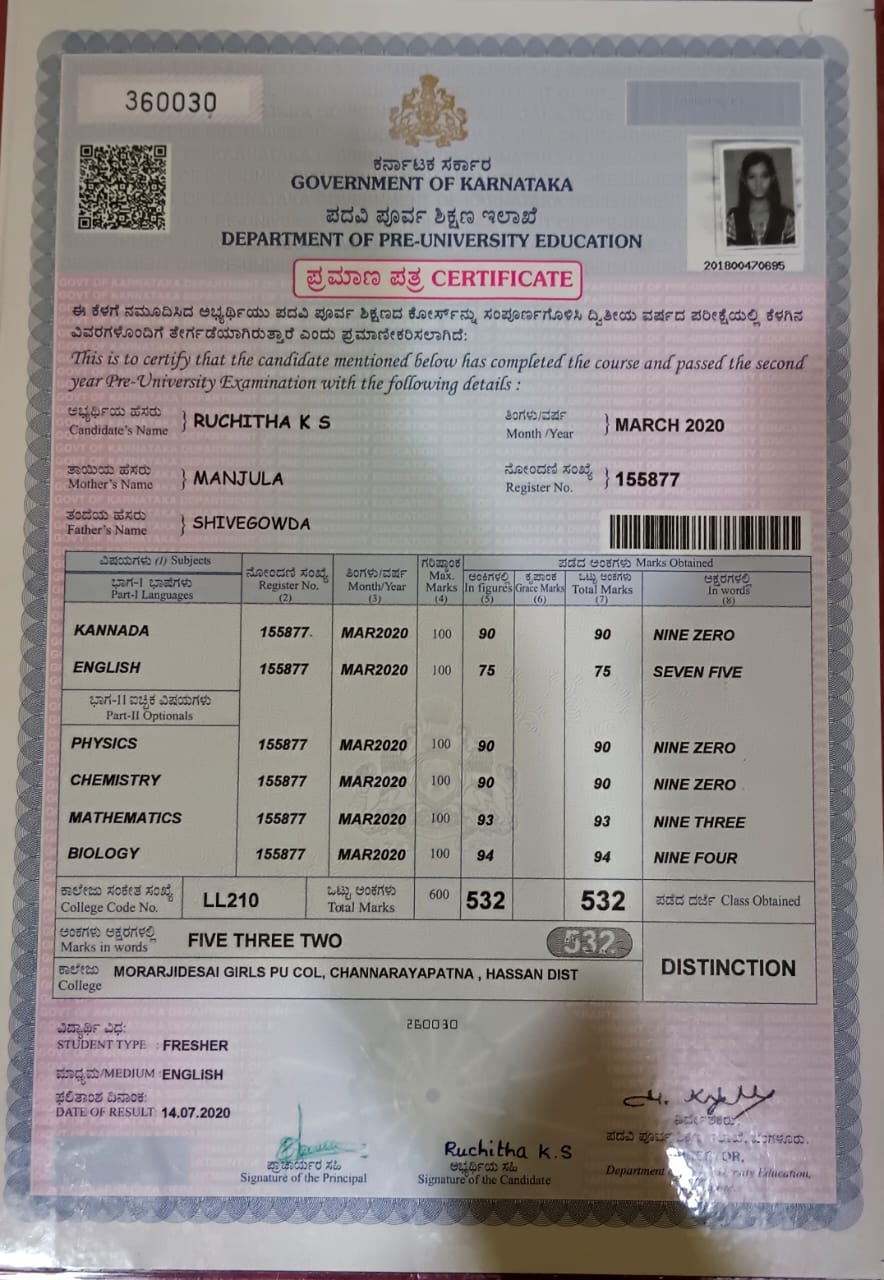 360030
ಕರ್ನಾಟಕ ಸರ್ಕಾರ
GOVERNMENT OF KARNATAKA
ಪದವಿ ಪೂರ್ವ ಶಿಕ್ಷಣ ಇಲಾಖೆ
DEPARTMENT OF PRE-UNIVERSITY EDUCATION
201800470695
ಪ್ರಮಾಣ ಪತ್ರ CERTIFICATE
ಈ ಕೆಳಗೆ ನಮೂದಿಸಿದ ಅಭ್ಯರ್ಥಿಯು ಪದವಿ ಪೂರ್ವ ಶಿಕ್ಷಣದ ಕೋರ್ಸ್‌ನ್ನು ಸಂಪೂರ್ಣಗೊಳಿಸಿ ದ್ವಿತೀಯ ವರ್ಷದ ಪರೀಕ್ಷೆಯಲ್ಲಿ ಕೆಳಗಿನ
ವಿವರಗಳೊಂದಿಗೆ ತೇರ್ಗಡೆಯಾಗಿರುತ್ತಾರೆ ಎಂದು ಪ್ರಮಾಣೀಕರಿಸಲಾಗಿದೆ:
This is to certify that the candidate mentioned below has completed the course and passed the second
year Pre-University Examination with the following details :
ಅಭ್ಯರ್ಥಿಯ ಹೆಸರು
Candidate's Name } RUCHITHA K S
ತಿಂಗಳು/ವರ್ಷ
Month /Year } MARCH 2020
ತಾಯಿಯ ಹೆಸರು
Mother's Name } MANJULA
ನೋಂದಣಿ ಸಂಖ್ಯೆ
Register No. } 155877
ತಂದೆಯ ಹೆಸರು
Father's Name } SHIVEGOWDA
ವಿಷಯಗಳು (1) Subjects
ಭಾಗ-I ಭಾಷೆಗಳು
Part-I Languages
ನೋಂದಣಿ ಸಂಖ್ಯೆ
Register No.
(2)
ತಿಂಗಳು/ವರ್ಷ
Month/Year
(3)
ಗರಿಷ್ಠಾಂಕ
Max.
Marks
(4)
ಪಡೆದ ಅಂಕಗಳು Marks Obtained
ಅಂಕಿಗಳಲ್ಲಿ
In figures
(5)
ಕೃಪಾಂಕ
Grace Marks
(6)
ಒಟ್ಟು ಅಂಕಗಳು
Total Marks
(7)
ಅಕ್ಷರಗಳಲ್ಲಿ
In words
(8)
KANNADA 155877 MAR2020 100 90 90 NINE ZERO
ENGLISH 155877 MAR2020 100 75 75 SEVEN FIVE
ಭಾಗ-II ಐಚ್ಛಿಕ ವಿಷಯಗಳು
Part-II Optionals
PHYSICS 155877 MAR2020 100 90 90 NINE ZERO
CHEMISTRY 155877 MAR2020 100 90 90 NINE ZERO
MATHEMATICS 155877 MAR2020 100 93 93 NINE THREE
BIOLOGY 155877 MAR2020 100 94 94 NINE FOUR
ಕಾಲೇಜು ಸಂಕೇತ ಸಂಖ್ಯೆ
College Code No. LL210
ಒಟ್ಟು ಅಂಕಗಳು
Total Marks 600 532 532
ಪಡೆದ ದರ್ಜೆ Class Obtained
ಅಂಕಗಳು ಅಕ್ಷರಗಳಲ್ಲಿ
Marks in words FIVE THREE TWO 532
DISTINCTION
ಕಾಲೇಜು
College MORARJIDESAI GIRLS PU COL, CHANNARAYAPATNA , HASSAN DIST
360030
ವಿದ್ಯಾರ್ಥಿ ವಿಧ:
STUDENT TYPE : FRESHER
ಮಾಧ್ಯಮ/MEDIUM : ENGLISH
ಫಲಿತಾಂಶ ದಿನಾಂಕ:
DATE OF RESULT 14.07.2020
ಪ್ರಾಚಾರ್ಯರ ಸಹಿ
Signature of the Principal
Ruchitha K.S
ಅಭ್ಯರ್ಥಿಯ ಸಹಿ
Signature of the Candidate
ನಿರ್ದೇಶಕರು,
ಪದವಿ ಪೂರ್ವ ಇಲಾಖೆ, ಬೆಂಗಳೂರು.
Department Education,